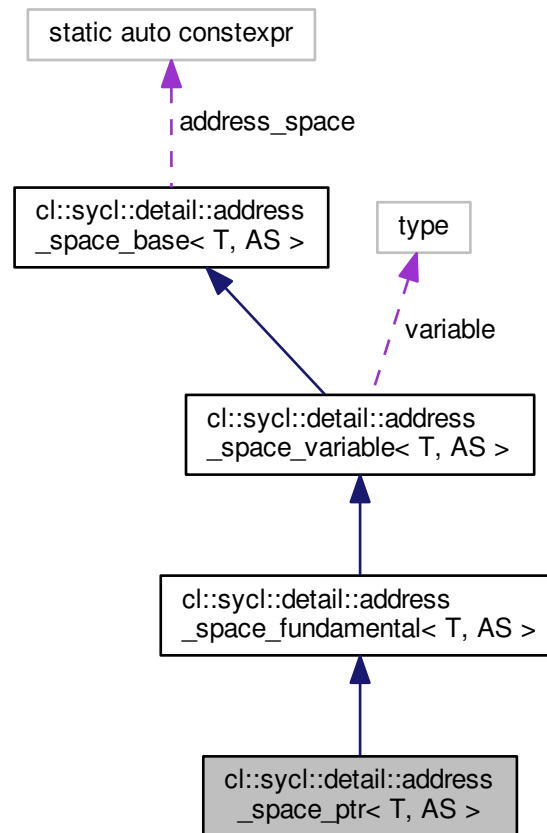 static auto constexpr
address_space
cl::sycl::detail::address
_space_base< T, AS >
type
variable
cl::sycl::detail::address
_space_variable< T, AS >
cl::sycl::detail::address
_space_fundamental< T, AS >
cl::sycl::detail::address
_space_ptr< T, AS >